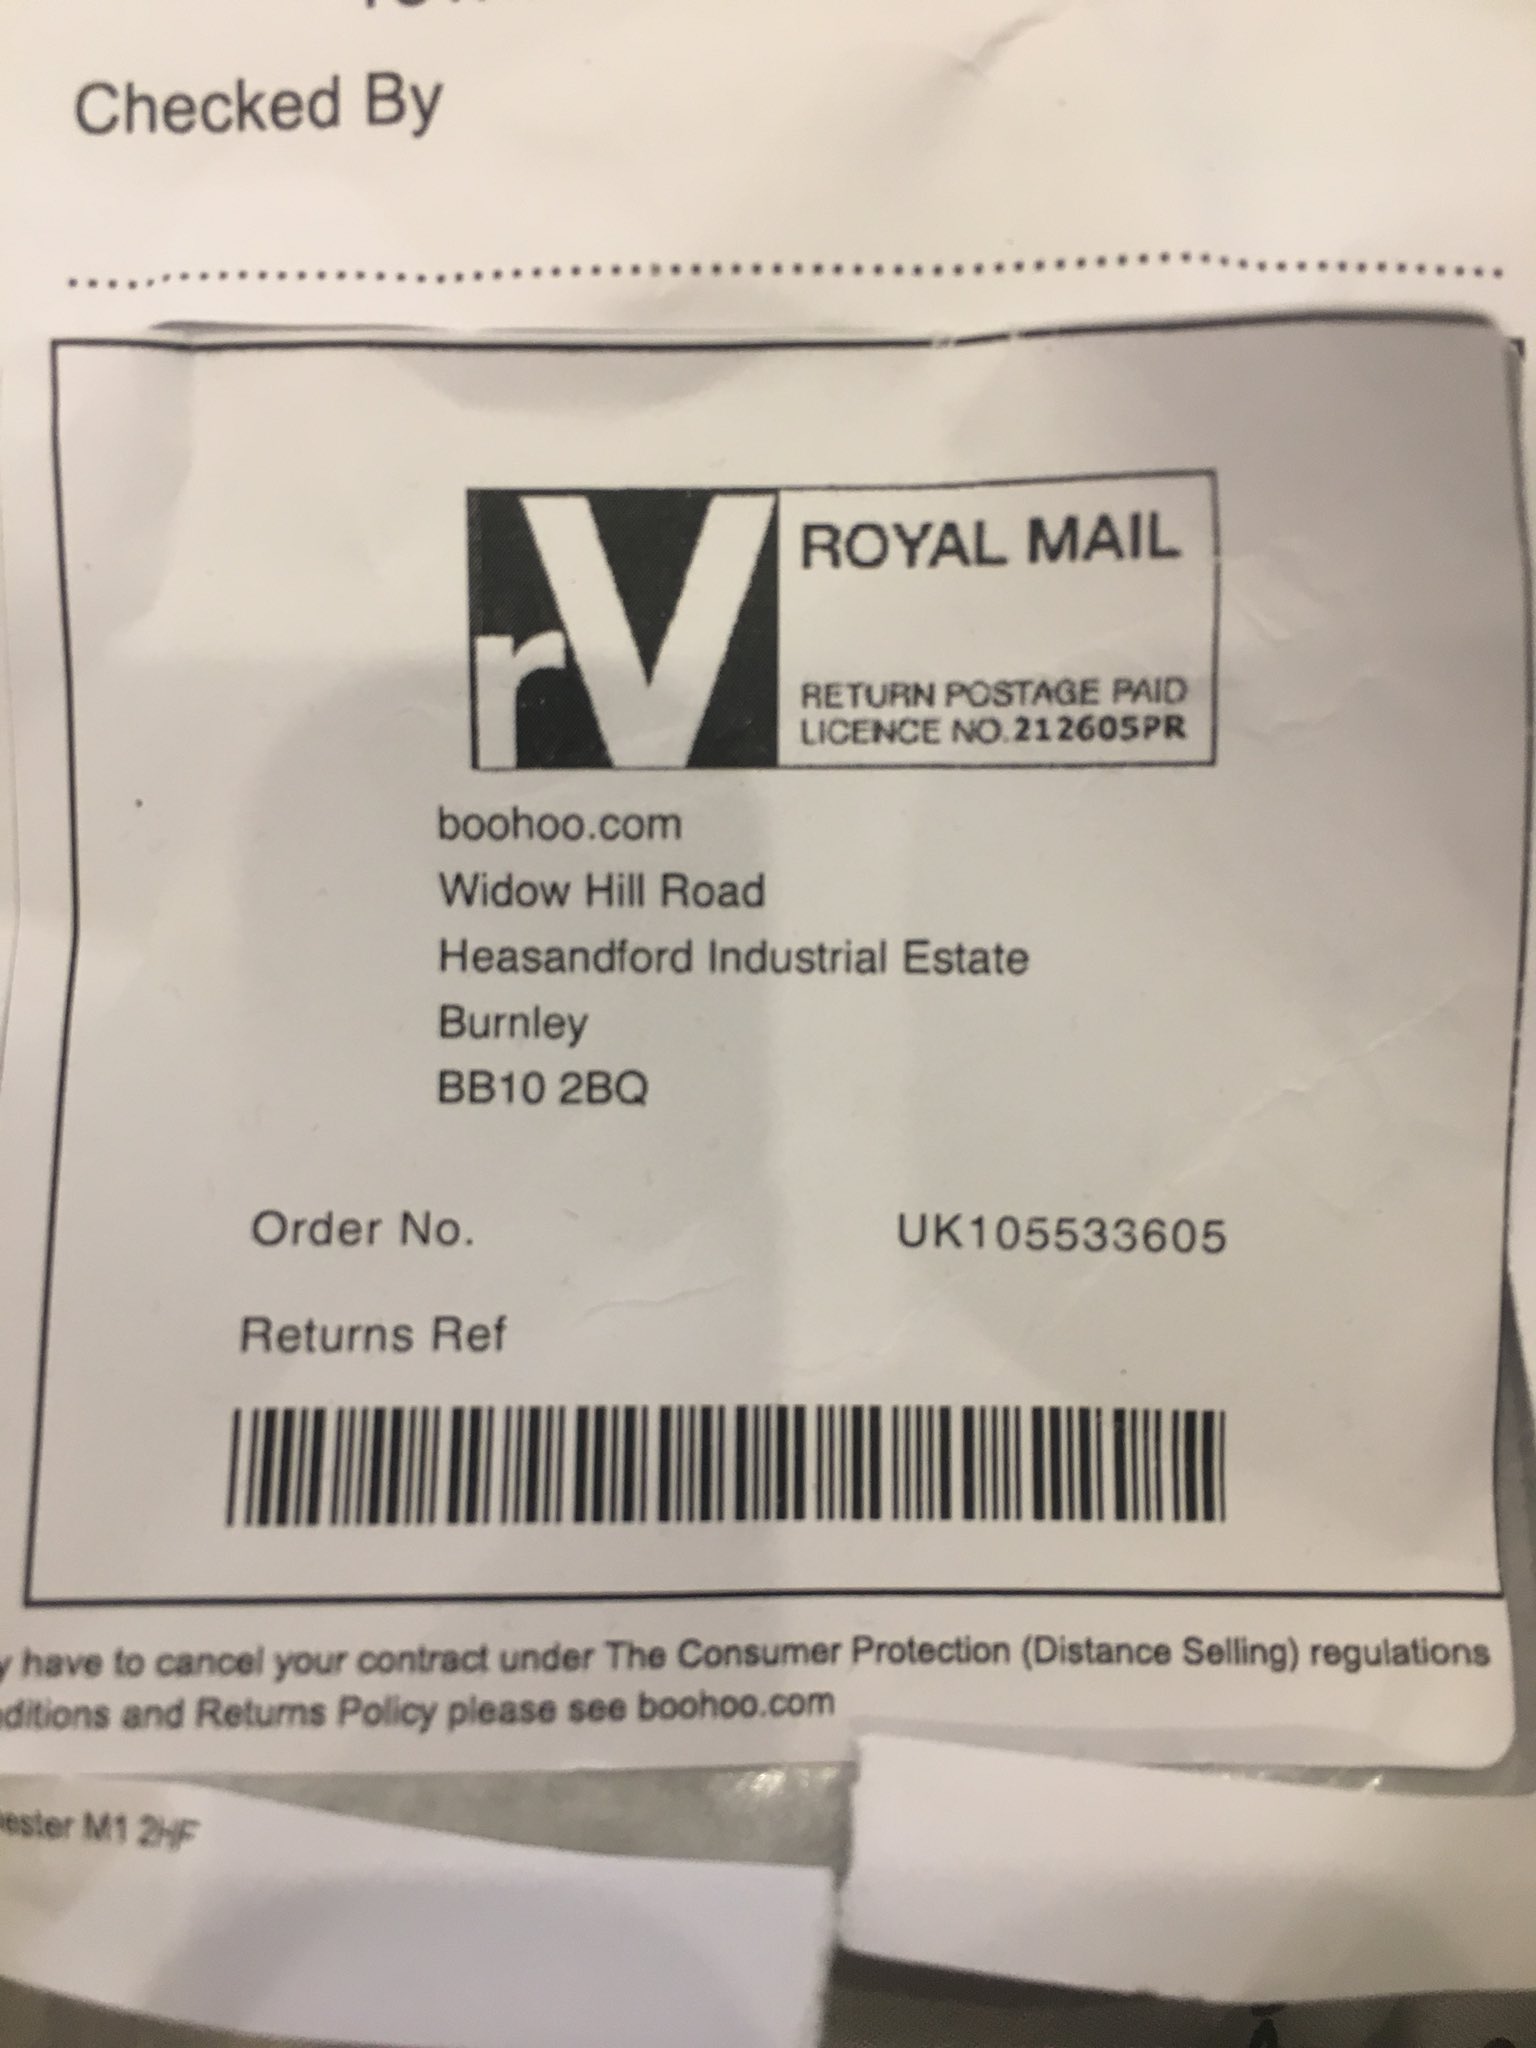 Checked By
rV
ROYAL MAIL
RETURN POSTAGE PAID
LICENCE NO.212605PR
boohoo.com
Widow Hill Road
Heasandford Industrial Estate
Burnley
BB10 2BQ
Order No. UK105533605
Returns Ref
have to cancel your contract under The Consumer Protection (Distance Selling) regulations
and Returns Policy please see boohoo.com
M1 2HF